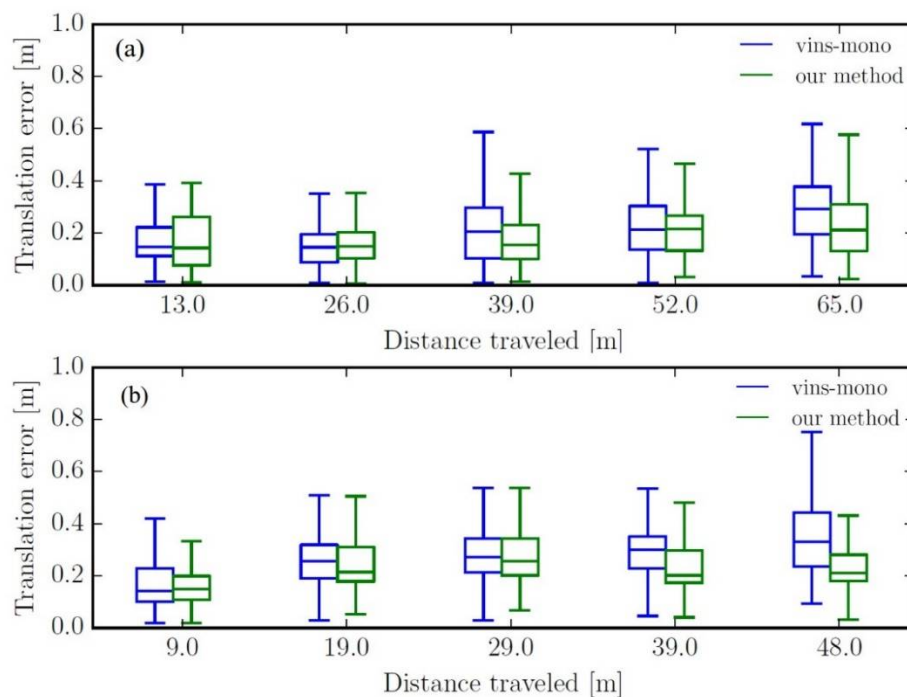 (a)
vins-mono
our method
Translation error [m]
1.0
0.8
0.6
0.4
0.2
0.0
13.0 26.0 39.0 52.0 65.0
Distance traveled [m]
(b)
vins-mono
our method
Translation error [m]
1.0
0.8
0.6
0.4
0.2
0.0
9.0 19.0 29.0 39.0 48.0
Distance traveled [m]